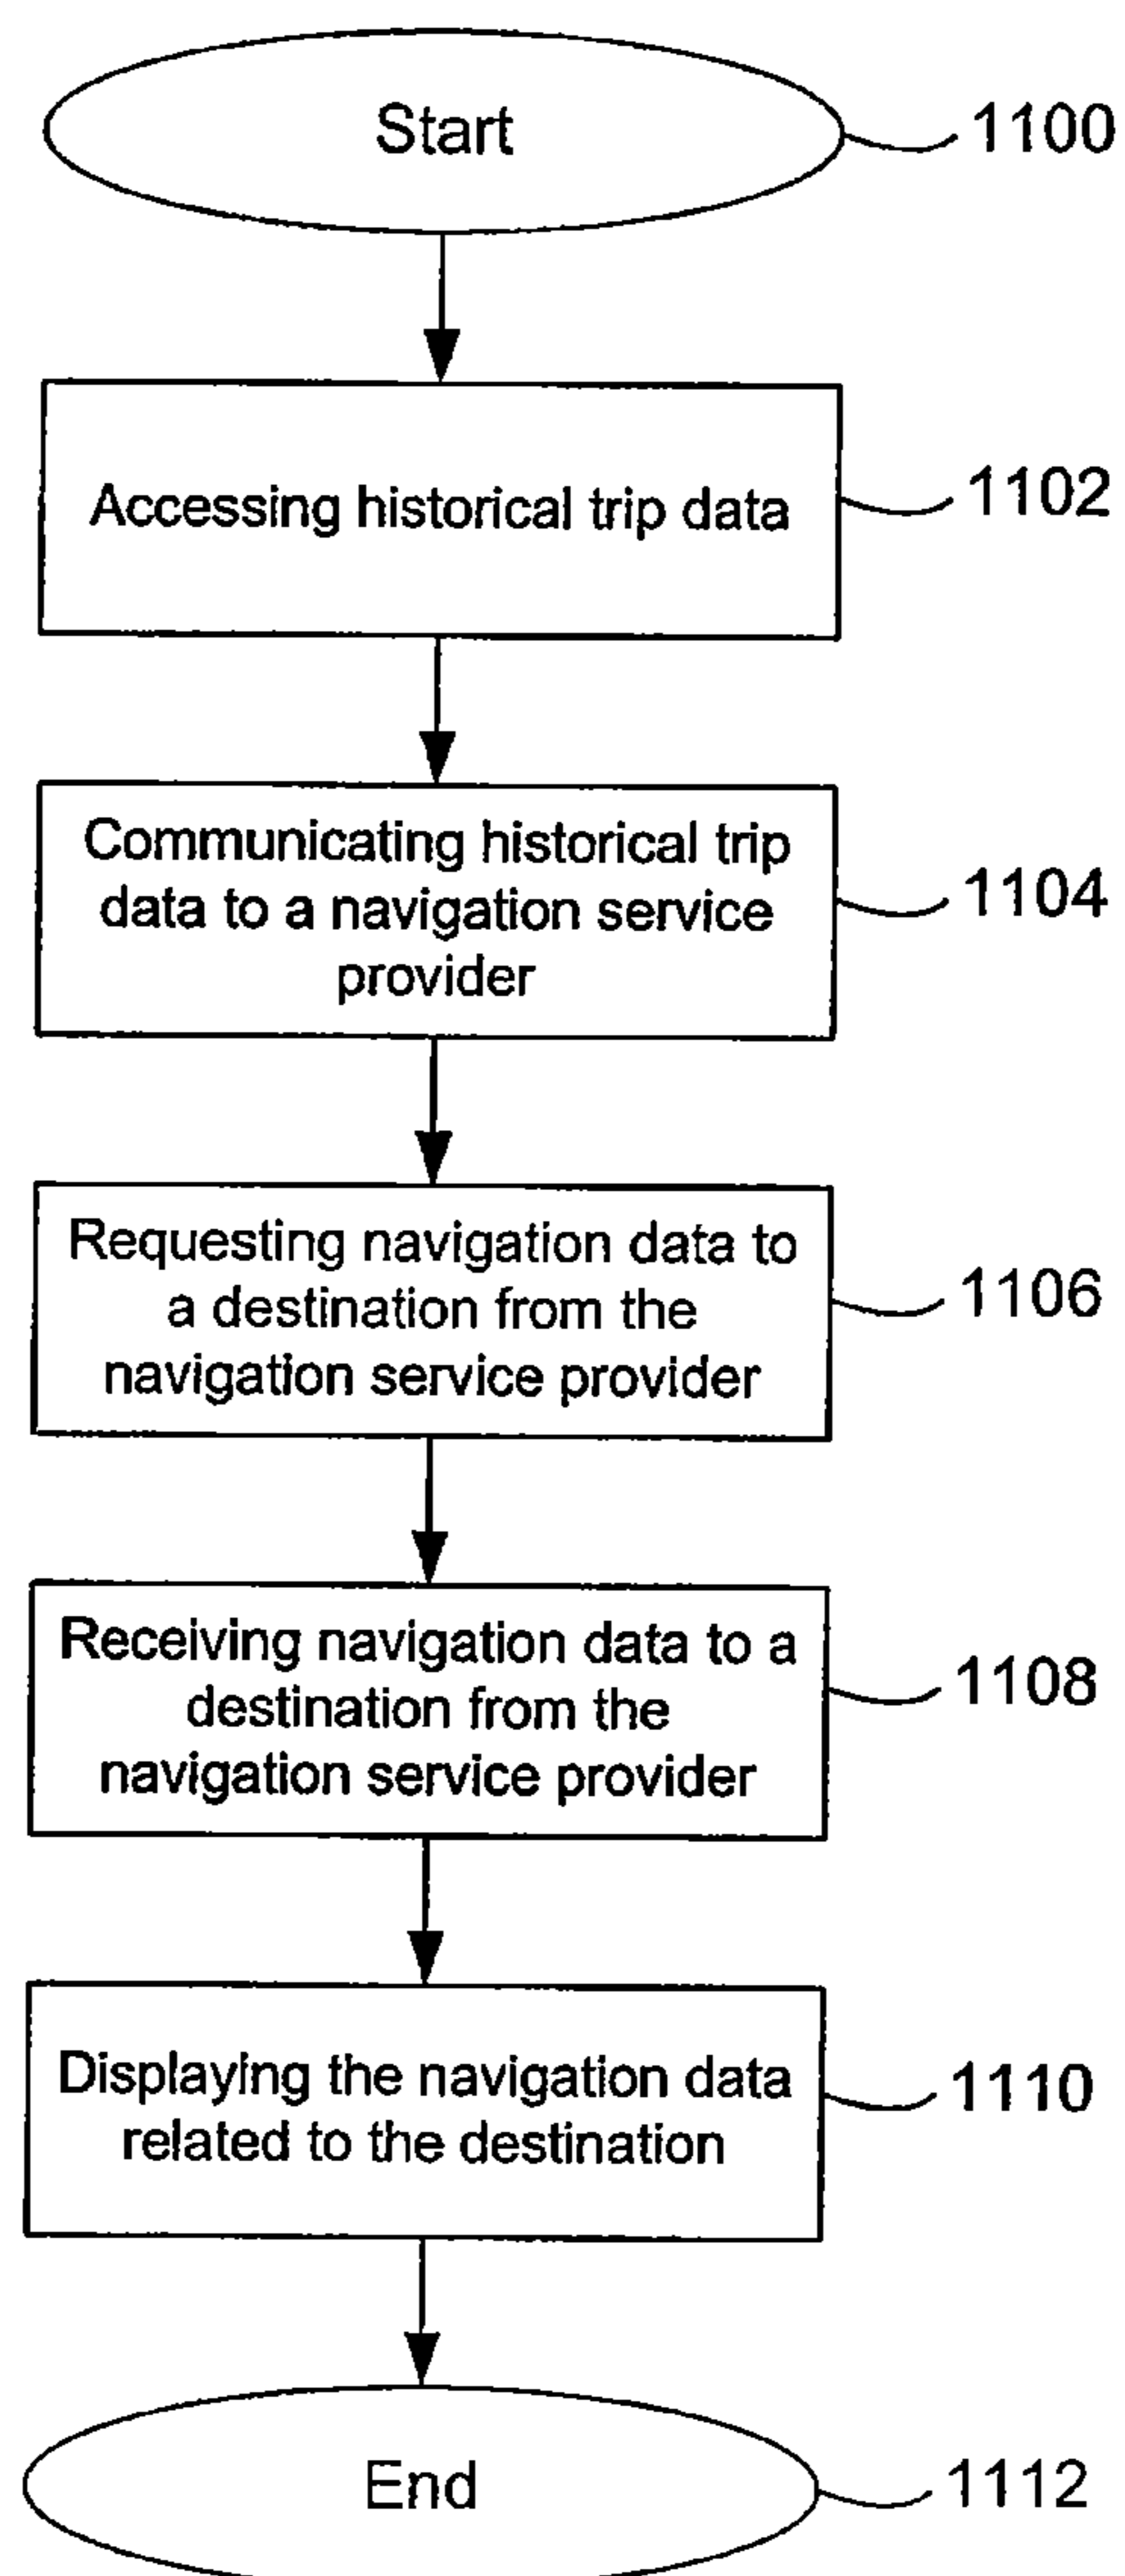 Start
1100
Accessing historical trip data
1102
Communicating historical trip
data to a navigation service
provider
1104
Requesting navigation data to
a destination from the
navigation service provider
1106
Receiving navigation data to a
destination from the
navigation service provider
1108
Displaying the navigation data
related to the destination
1110
End
1112